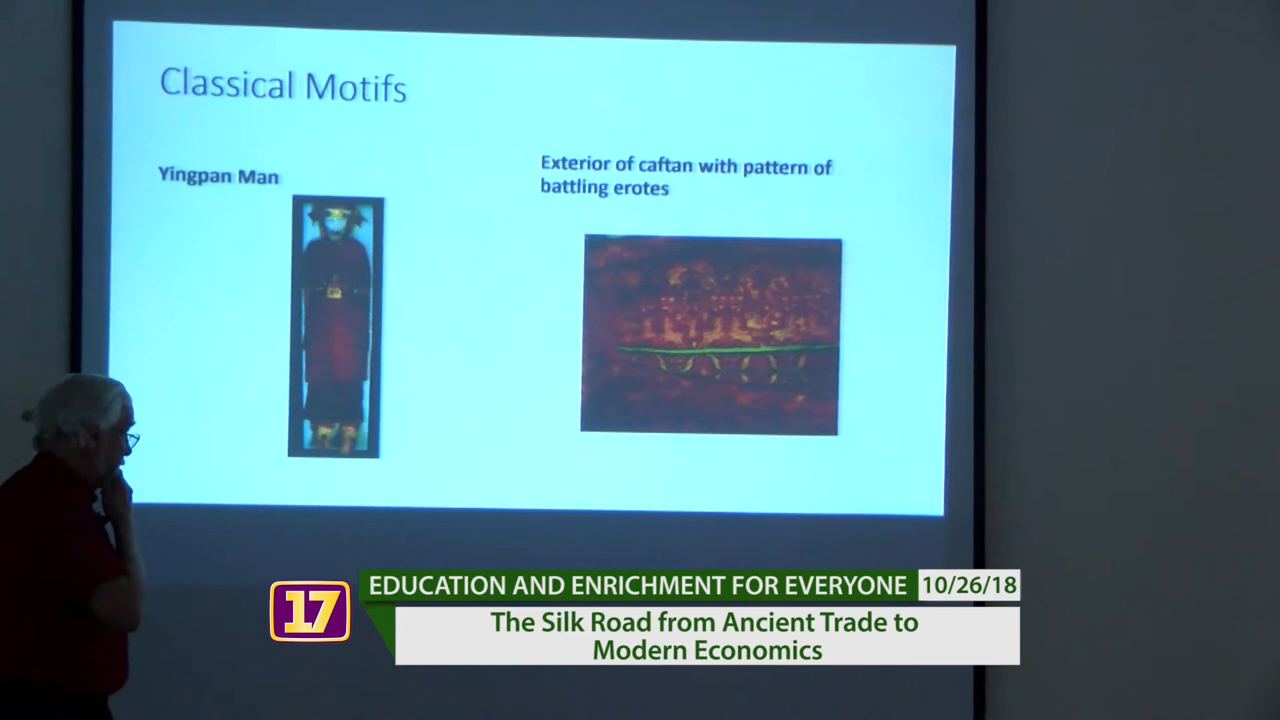 Classical Motifs
Yingpan Man
Exterior of caftan with pattern of
battling erotes
17
EDUCATION AND ENRICHMENT FOR EVERYONE 10/26/18
The Silk Road from Ancient Trade to
Modern Economics